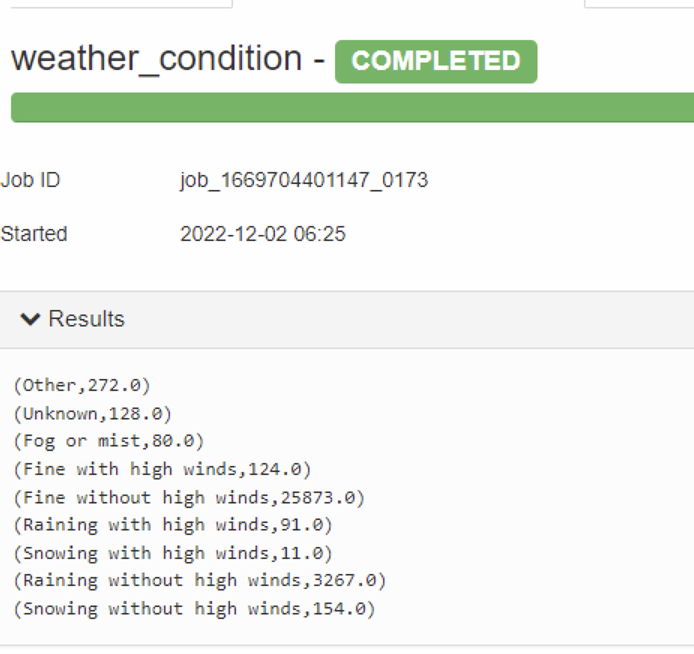 weather_condition - COMPLETED
Job ID job_1669704401147_0173
Started 2022-12-02 06:25
Results
(Other,272.0)
(Unknown,128.0)
(Fog or mist,80.0)
(Fine with high winds,124.0)
(Fine without high winds,25873.0)
(Raining with high winds,91.0)
(Snowing with high winds,11.0)
(Raining without high winds,3267.0)
(Snowing without high winds,154.0)